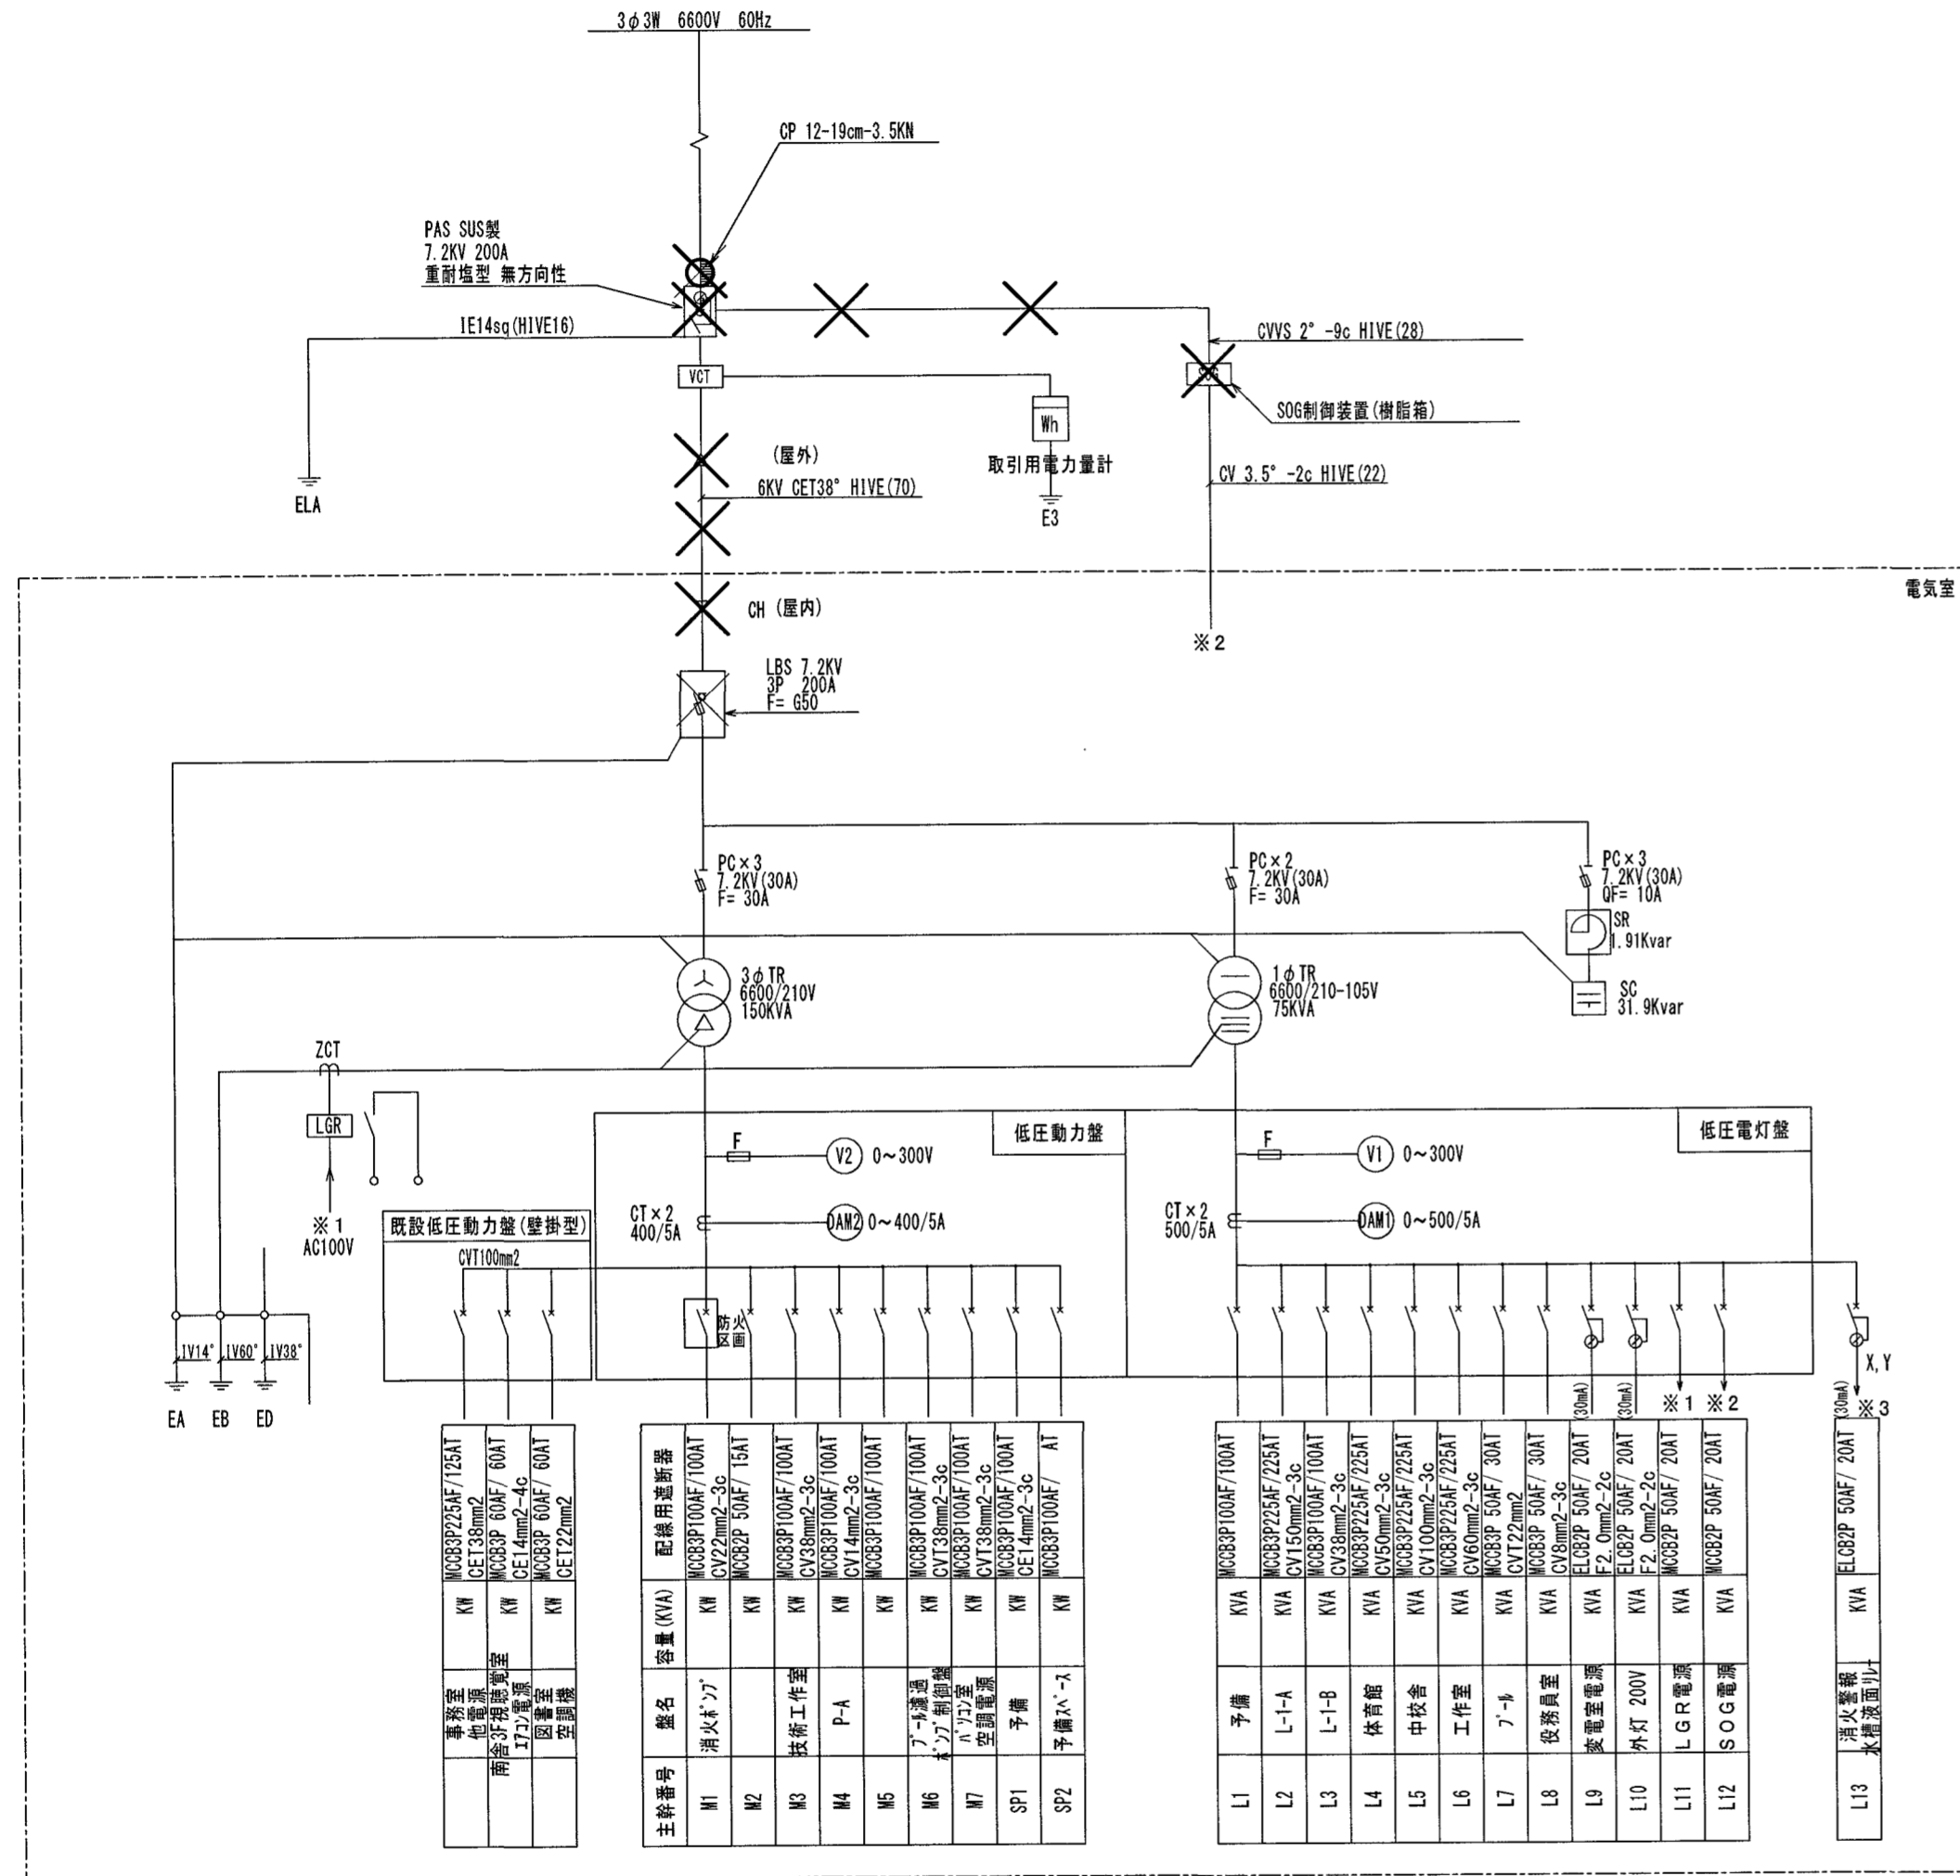 3φ3W 6600V 60Hz
CP 12-19cm-3.5KN
PAS SUS製
7.2KV 200A
重耐塩型 無方向性
IE14sq(HIVE16)
ELA
VCT
Wh
取引用電力量計
E3
CVVS 2°-9c HIVE(28)
SOG制御装置(樹脂箱)
CV 3.5°-2c HIVE(22)
※2
(屋外)
6KV CET38° HIVE(70)
電気室
CH (屋内)
LBS 7.2KV
3P 200A
F= G50
PC×3
7.2KV(30A)
F= 30A
PC×2
7.2KV(30A)
F= 30A
PC×3
7.2KV(30A)
QF= 10A
SR
1.91Kvar
SC
31.9Kvar
3φTR
6600/210V
150KVA
1φTR
6600/210-105V
75KVA
ZCT
LGR
※1
AC100V
IV14°
IV60°
IV38°
EA
EB
ED
既設低圧動力盤(壁掛型)
CVT100mm2
低圧動力盤
F
V2
0～300V
CT×2
400/5A
DAM2
0～400/5A
防火
区画
低圧電灯盤
F
V1
0～300V
CT×2
500/5A
DAM1
0～500/5A
X,Y
(30mA)
(30mA)
※1
※2
(30mA)
※3
MCCB3P225AF/125AT
CET38mm2
KW
事務室
他電源
MCCB3P 60AF/ 60AT
CE14mm2-4c
KW
南舎3F視聴覚室
ｴｱｺﾝ電源
MCCB3P 60AF/ 60AT
CET22mm2
KW
図書室
空調機
配線用遮断器
容量(KVA)
盤名
主幹番号
MCCB3P100AF/100AT
CV22mm2-3c
KW
消火ﾎﾟﾝﾌﾟ
M1
MCCB2P 50AF/ 15AT
KW
M2
MCCB3P100AF/100AT
CV38mm2-3c
KW
技術工作室
M3
MCCB3P100AF/100AT
CV14mm2-3c
KW
P-A
M4
MCCB3P100AF/100AT
KW
M5
MCCB3P100AF/100AT
CVT38mm2-3c
KW
ﾌﾟｰﾙ濾過
ﾎﾟﾝﾌﾟ制御盤
M6
MCCB3P100AF/100AT
CVT38mm2-3c
KW
ﾊﾟｿｺﾝ室
空調電源
M7
MCCB3P100AF/100AT
CE14mm2-3c
KW
予備
SP1
MCCB3P100AF/ AT
KW
予備ｽﾍﾟｰｽ
SP2
MCCB3P100AF/100AT
KVA
予備
L1
MCCB3P225AF/225AT
CV150mm2-3c
KVA
L-1-A
L2
MCCB3P100AF/100AT
CV38mm2-3c
KVA
L-1-B
L3
MCCB3P225AF/225AT
CV50mm2-3c
KVA
体育館
L4
MCCB3P225AF/225AT
CV100mm2-3c
KVA
中校舎
L5
MCCB3P225AF/225AT
CV60mm2-3c
KVA
工作室
L6
MCCB3P 50AF/ 30AT
CVT22mm2
KVA
ﾌﾟｰﾙ
L7
MCCB3P 50AF/ 30AT
CV8mm2-3c
KVA
役務員室
L8
ELCB2P 50AF/ 20AT
F2.0mm2-2c
KVA
変電室電源
L9
ELCB2P 50AF/ 20AT
F2.0mm2-2c
KVA
外灯 200V
L10
MCCB2P 50AF/ 20AT
KVA
LGR電源
L11
MCCB2P 50AF/ 20AT
KVA
SOG電源
L12
ELCB2P 50AF/ 20AT
KVA
消火警報
水槽液面ﾘﾚｰ
L13